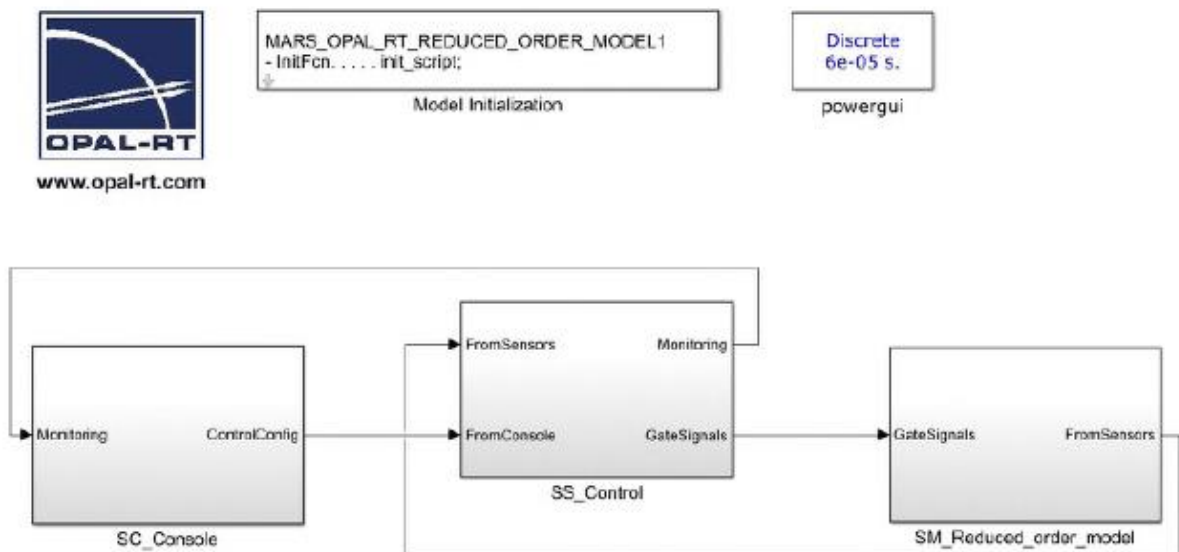 MARS_OPAL_RT_REDUCED_ORDER_MODEL1
- InitFcn. . . . . init_script;
Discrete
6e-05 s.
Model Initialization
powergui
OPAL-RT
www.opal-rt.com
FromSensors
Monitoring
Monitoring
ControlConfig
FromConsole
GateSignals
GateSignals
FromSensors
SS_Control
SC_Console
SM_Reduced_order_model